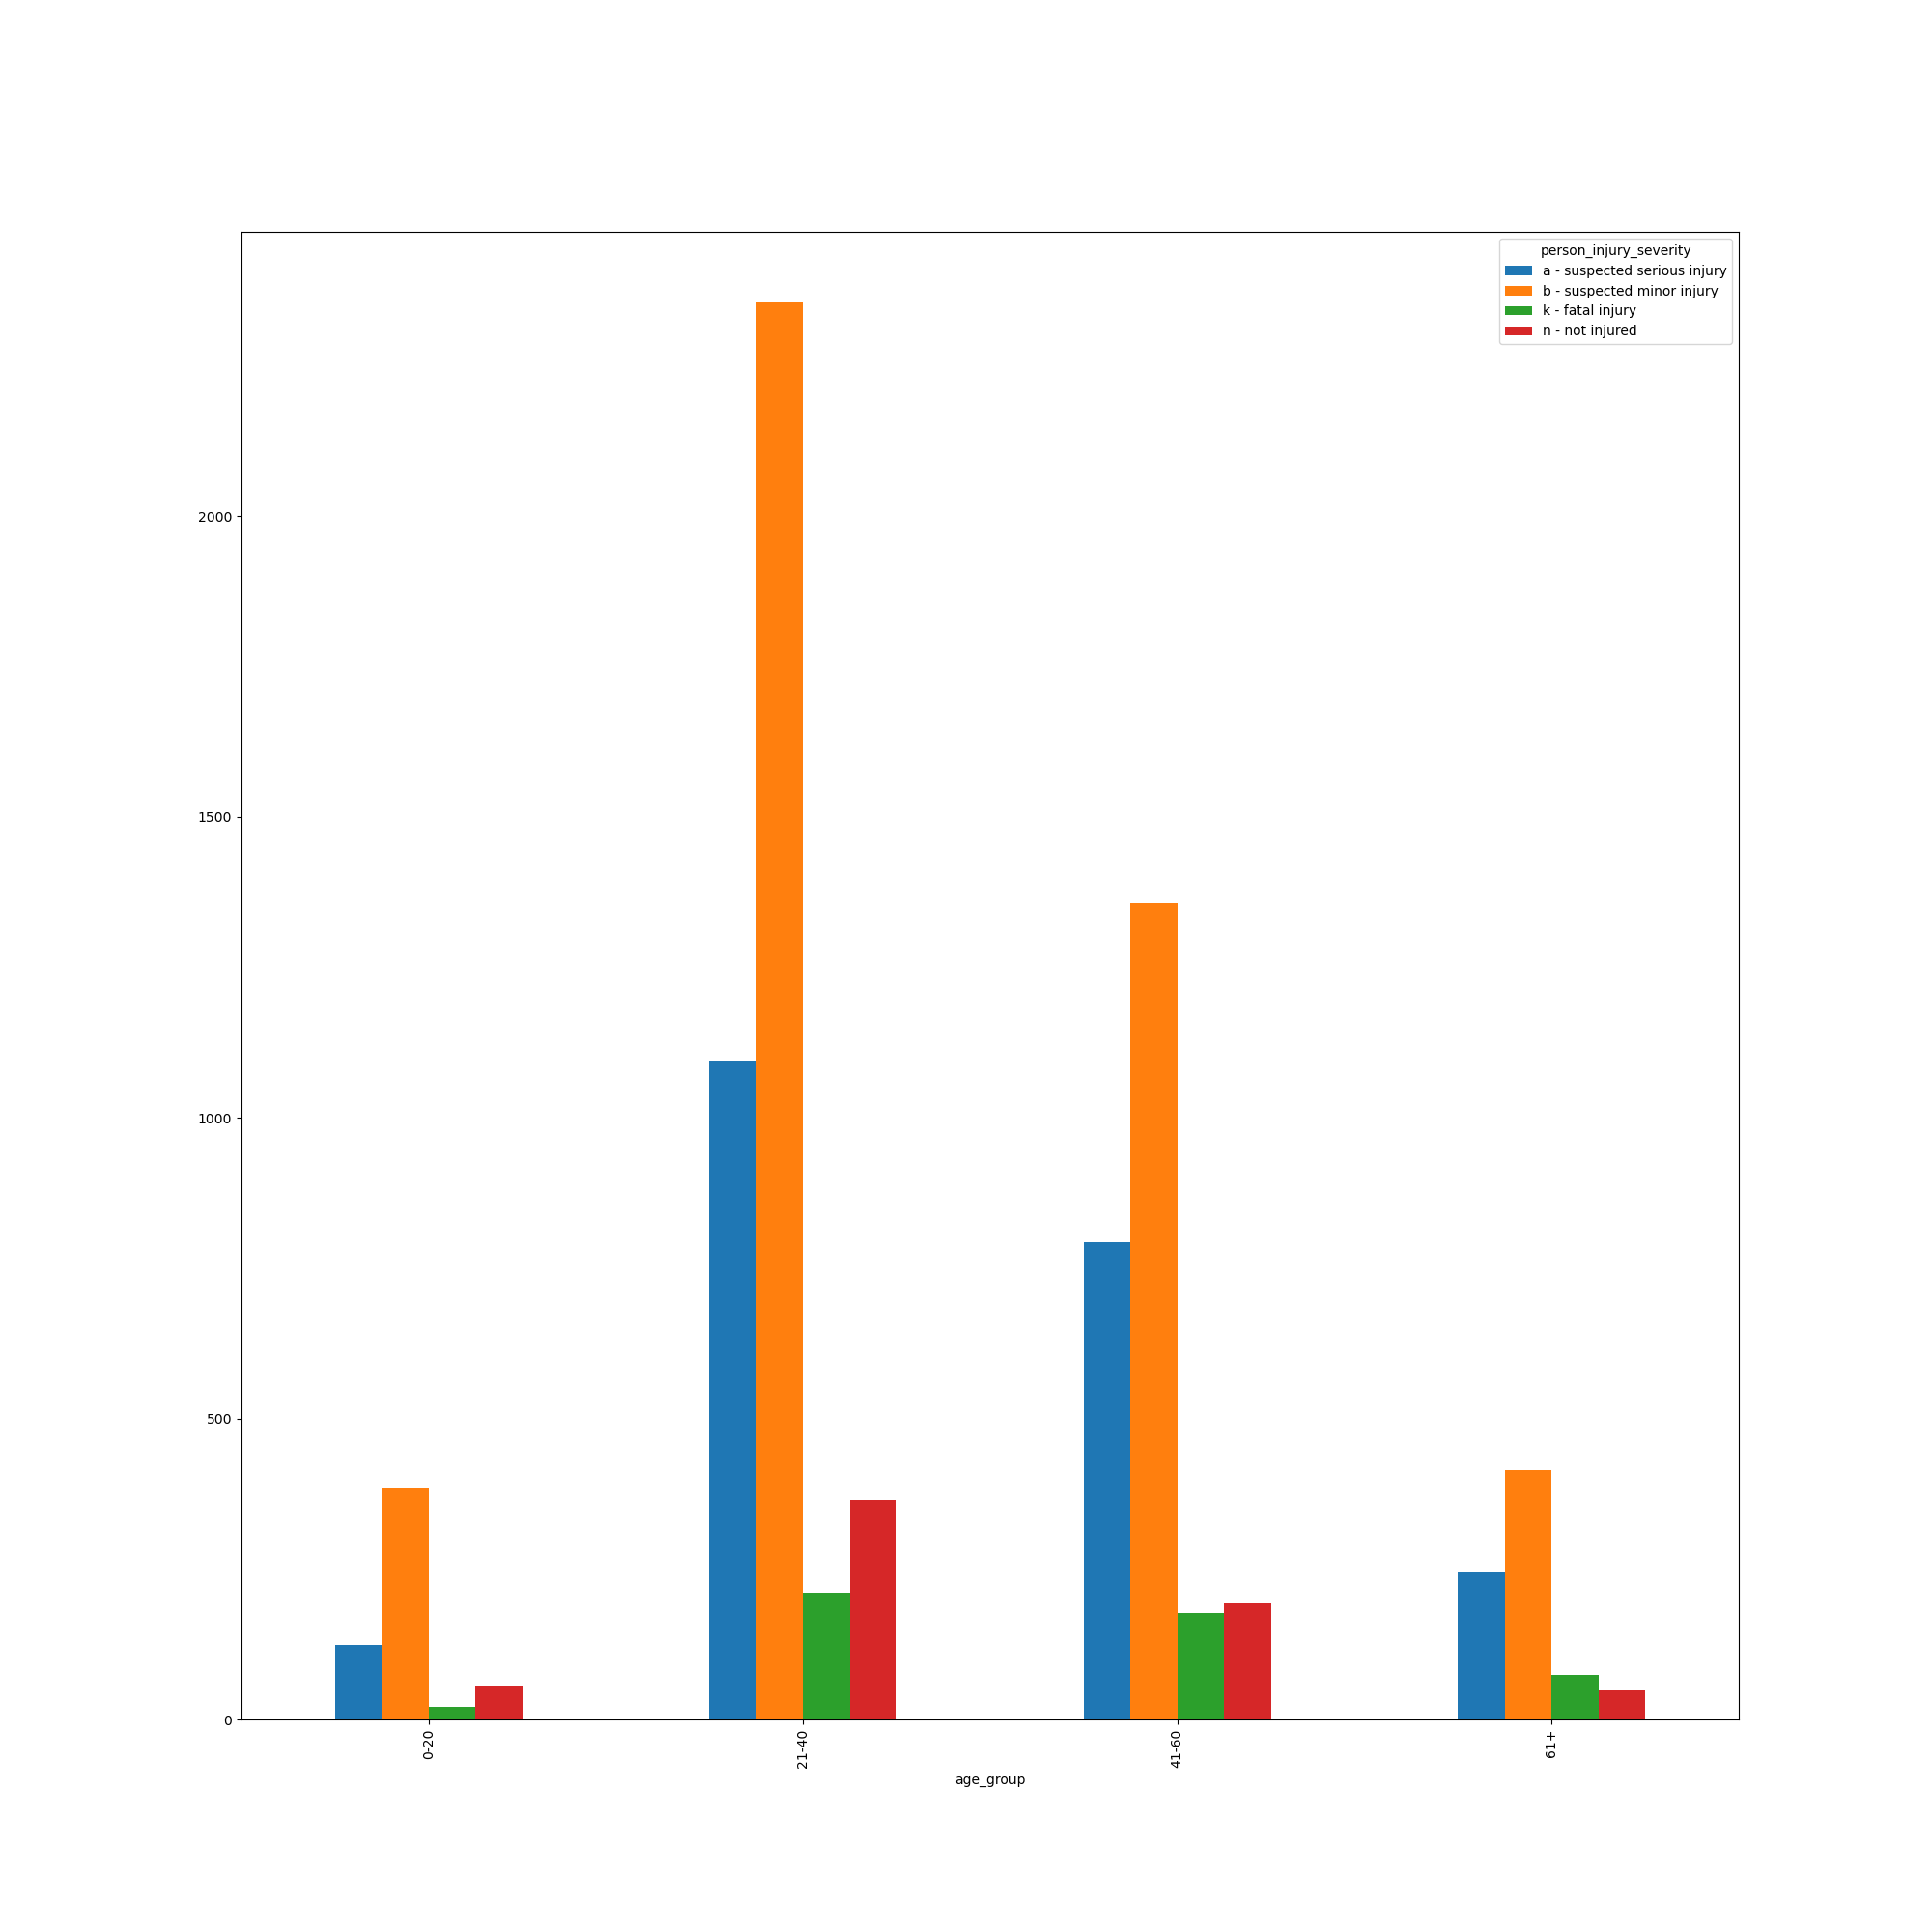 person_injury_severity
a - suspected serious injury
b - suspected minor injury
k - fatal injury
n - not injured
2000
1500
1000
500
0
0-20
21-40
41-60
61+
age_group